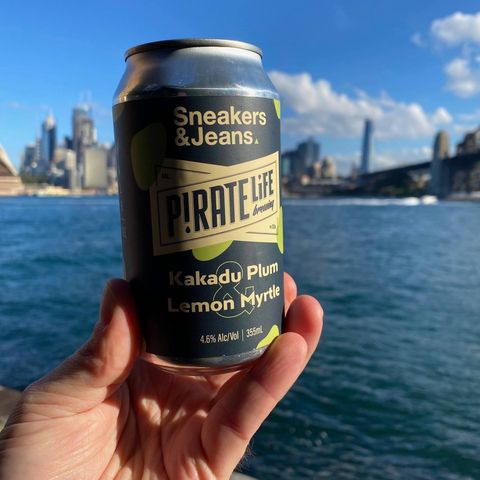 Sneakers
&Jeans
P!RATE LiFE
brewing
Kakadu Plum
&
Lemon Myrtle
4.6% Alc/Vol | 355mL